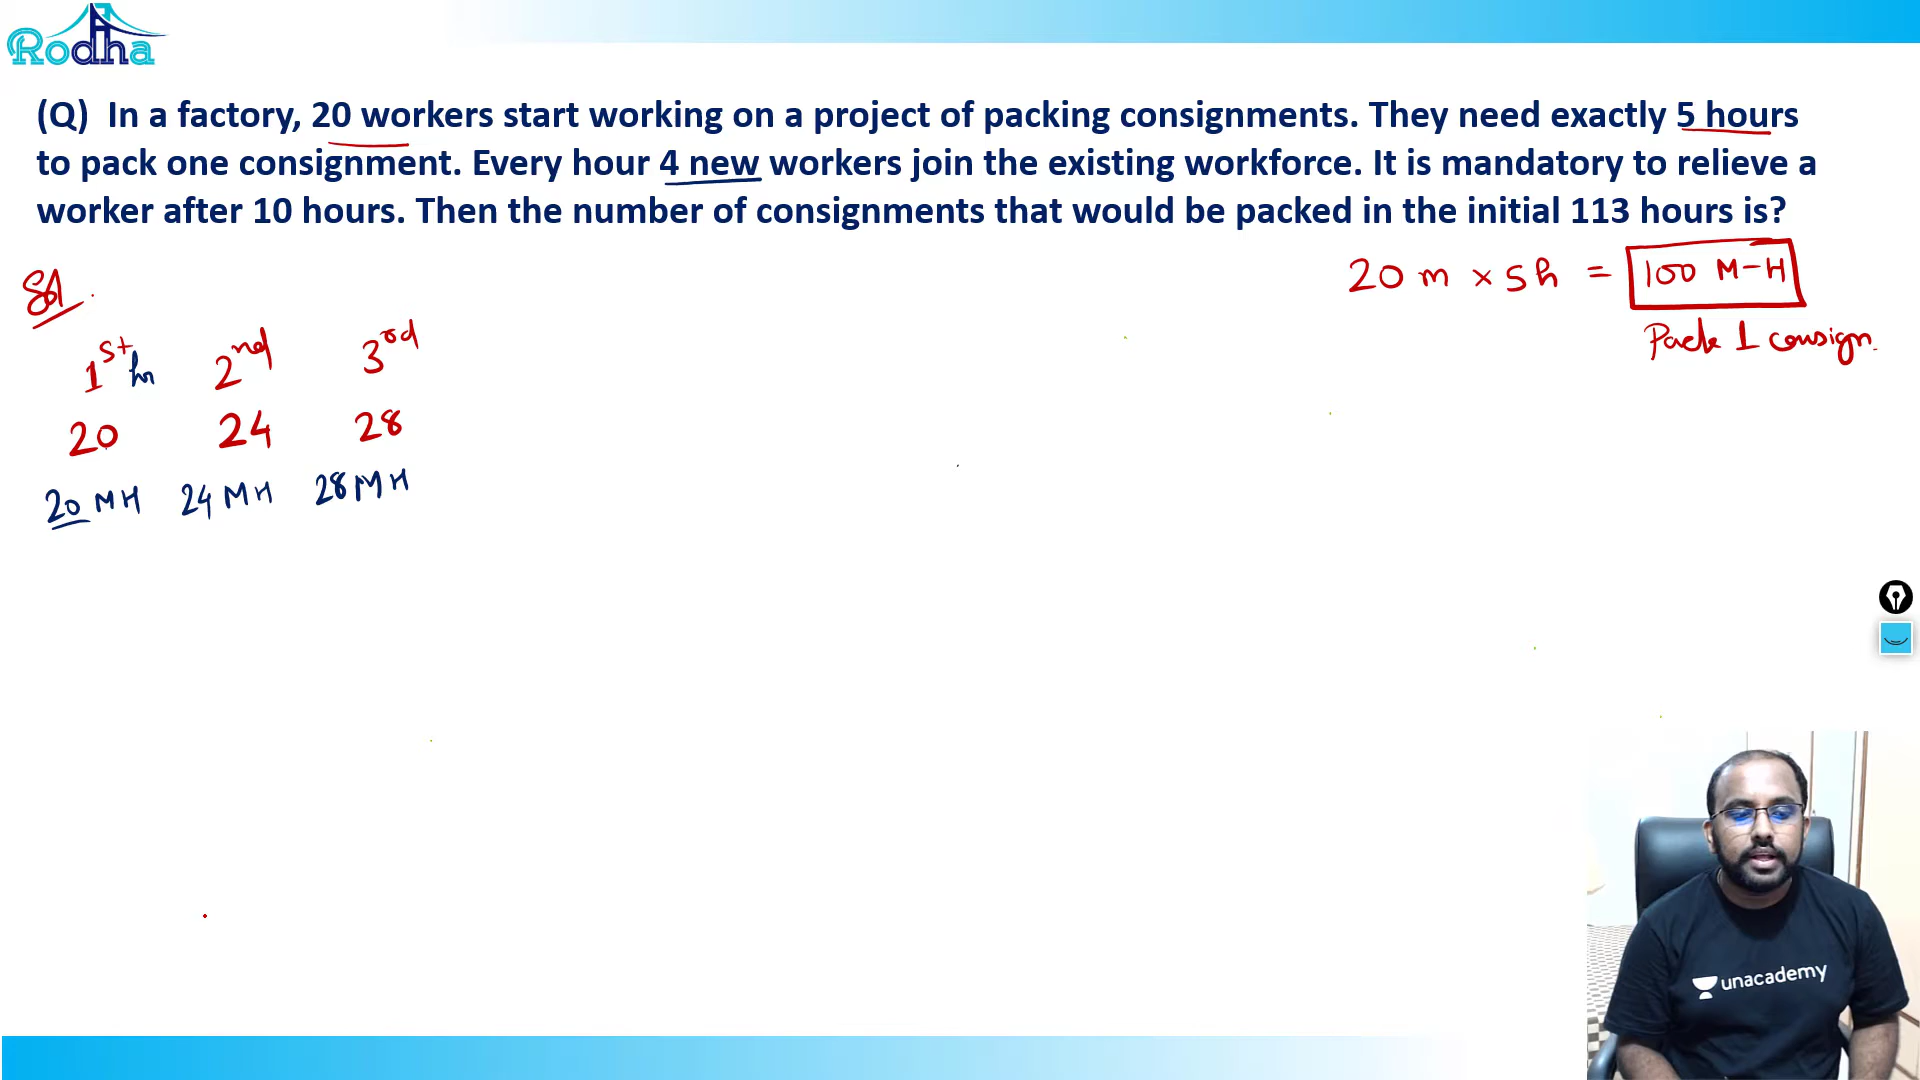 Rodha
(Q) In a factory, 20 workers start working on a project of packing consignments. They need exactly 5 hours
to pack one consignment. Every hour 4 new workers join the existing workforce. It is mandatory to relieve a
worker after 10 hours. Then the number of consignments that would be packed in the initial 113 hours is?
Sol.
20 m × 5 h = 100 M-H
Pack 1 consign.
1st hr 2nd 3rd
20 24 28
20 MH 24 MH 28 MH
unacademy